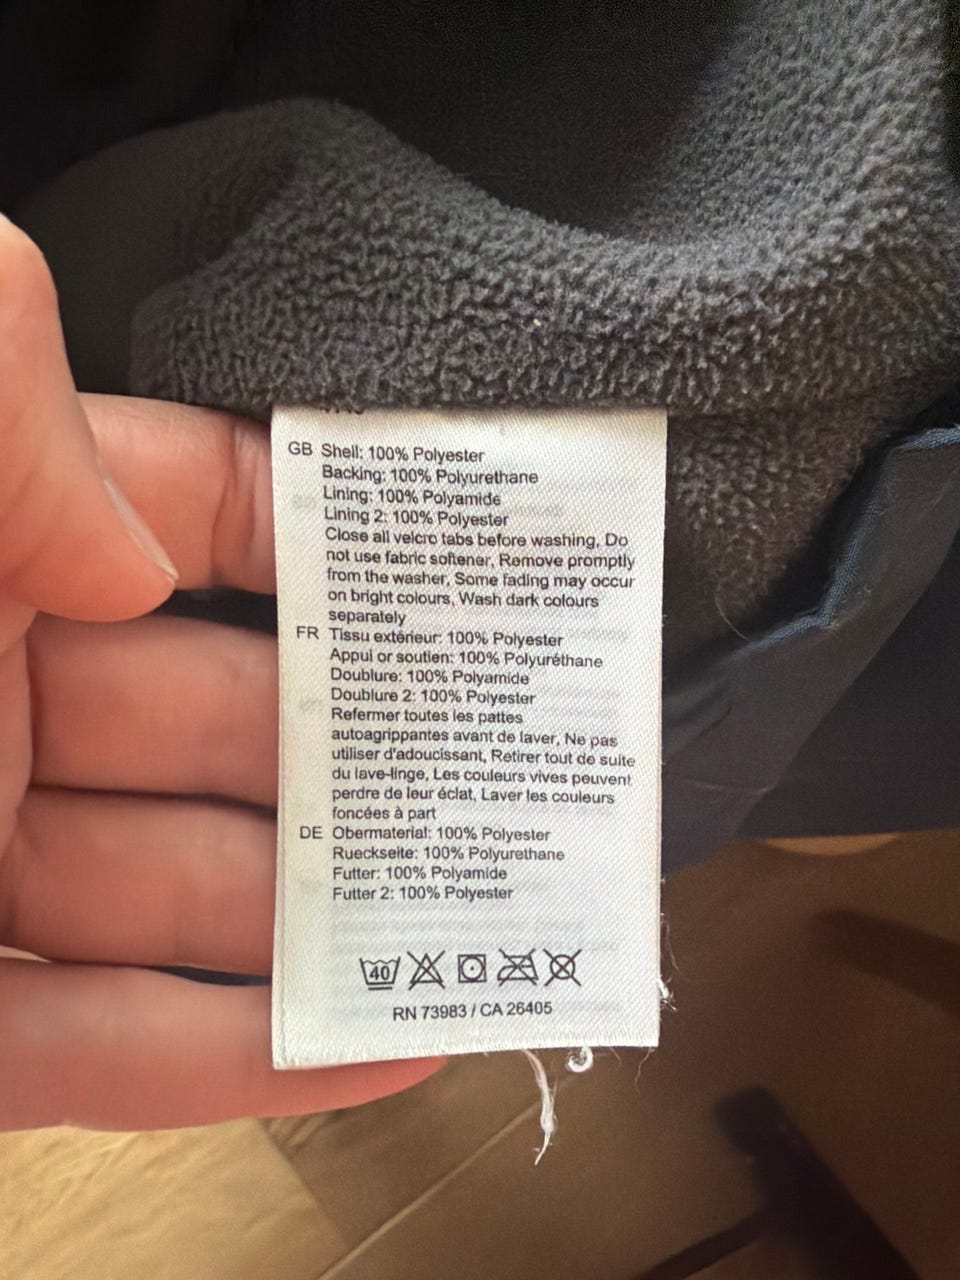 GB Shell: 100% Polyester
Backing: 100% Polyurethane
Lining: 100% Polyamide
Lining 2: 100% Polyester
Close all velcro tabs before washing, Do
not use fabric softener, Remove promptly
from the washer, Some fading may occur
on bright colours, Wash dark colours
separately
FR Tissu extérieur: 100% Polyester
Appui or soutien: 100% Polyuréthane
Doublure: 100% Polyamide
Doublure 2: 100% Polyester
Refermer toutes les pattes
autoagrippantes avant de laver, Ne pas
utiliser d'adoucissant, Retirer tout de suite
du lave-linge, Les couleurs vives peuvent
perdre de leur éclat, Laver les couleurs
foncées à part
DE Obermaterial: 100% Polyester
Rueckseite: 100% Polyurethane
Futter: 100% Polyamide
Futter 2: 100% Polyester
40
RN 73983 / CA 26405